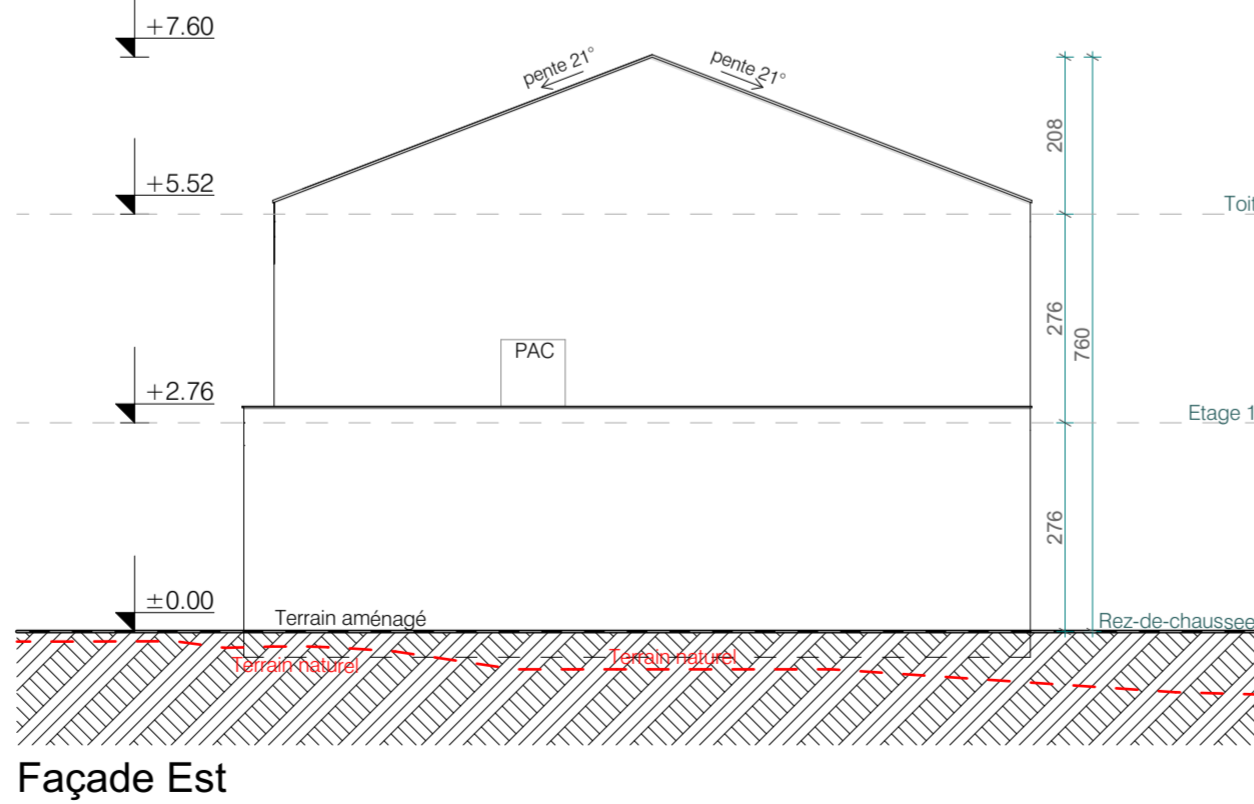 +7.60
pente 21°
pente 21°
208
+5.52
Toit
276
760
PAC
+2.76
Etage 1
276
±0.00
Terrain aménagé
Rez-de-chaussee
Terrain naturel
Terrain naturel
Façade Est